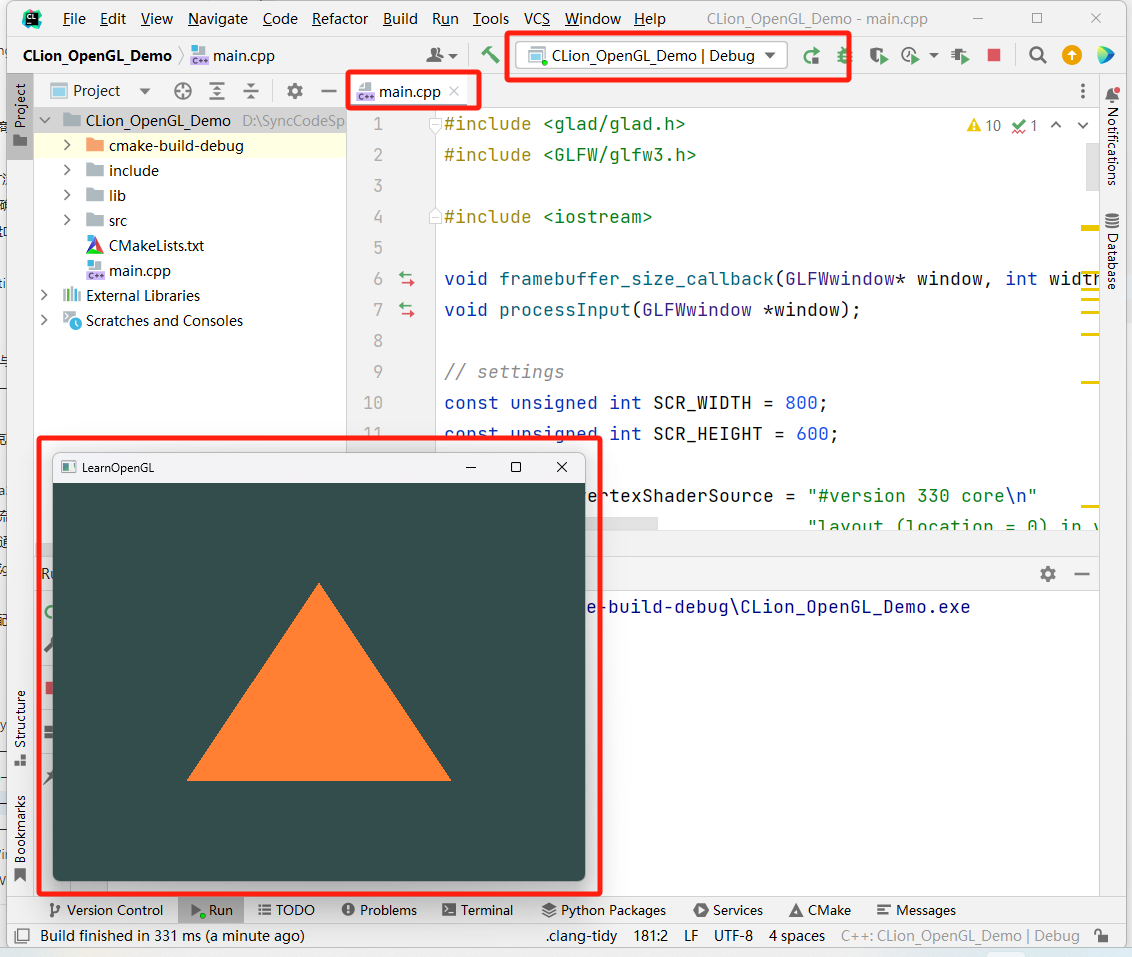 File Edit View Navigate Code Refactor Build Run Tools VCS Window Help CLion_OpenGL_Demo - main.cpp
CLion_OpenGL_Demo main.cpp CLion_OpenGL_Demo | Debug
Project main.cpp
Project
CLion_OpenGL_Demo D:\SyncCodeSp
cmake-build-debug
include
lib
src
CMakeLists.txt
main.cpp
External Libraries
Scratches and Consoles
10 1
1 #include <glad/glad.h>
2 #include <GLFW/glfw3.h>
3
4 #include <iostream>
5
6 void framebuffer_size_callback(GLFWwindow* window, int widt
7 void processInput(GLFWwindow *window);
8
9 // settings
10 const unsigned int SCR_WIDTH = 800;
11 const unsigned int SCR_HEIGHT = 600;
ertexShaderSource = "#version 330 core\n"
"layout (location = 0) in v
Notifications
Database
LearnOpenGL
e-build-debug\CLion_OpenGL_Demo.exe
Structure
Bookmarks
Version Control Run TODO Problems Terminal Python Packages Services CMake Messages
Build finished in 331 ms (a minute ago) .clang-tidy 181:2 LF UTF-8 4 spaces C++: CLion_OpenGL_Demo | Debug